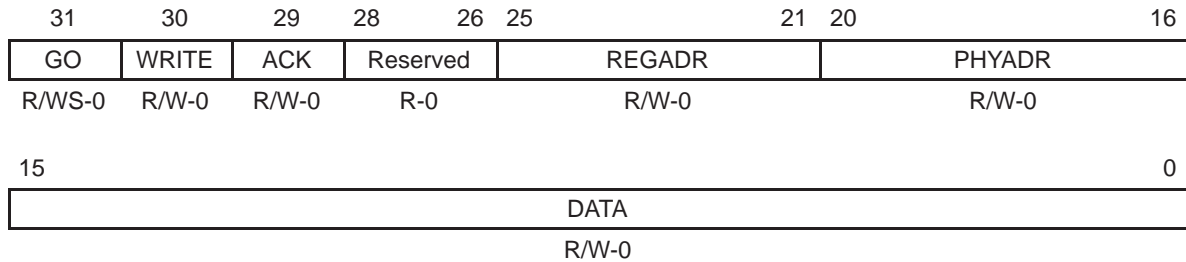 31 30 29 28 26 25 21 20 16
GO WRITE ACK Reserved REGADR PHYADR
R/WS-0 R/W-0 R/W-0 R-0 R/W-0 R/W-0
15 0
DATA
R/W-0